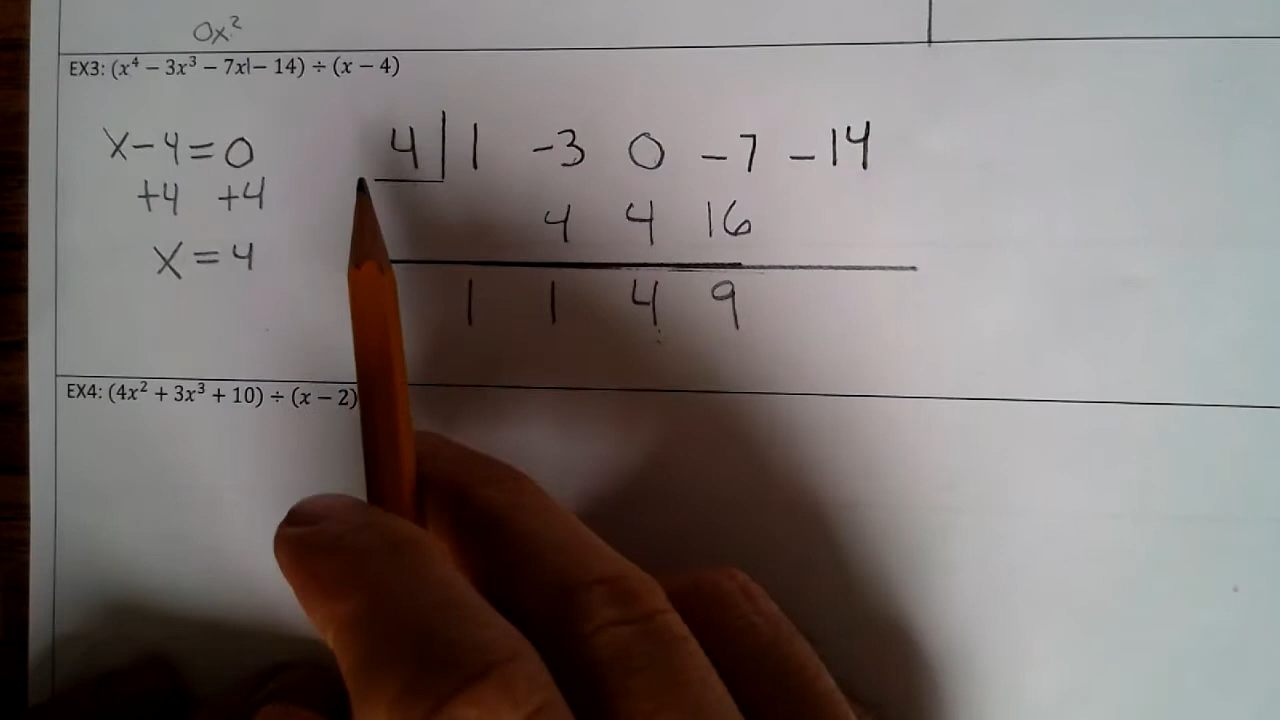 0x²
EX3: (x⁴ − 3x³ − 7x|− 14) ÷ (x − 4)
x − 4 = 0
+4 +4
x = 4
4 | 1 -3 0 -7 -14
4 4 16
1 1 4 9
EX4: (4x² + 3x³ + 10) ÷ (x − 2)